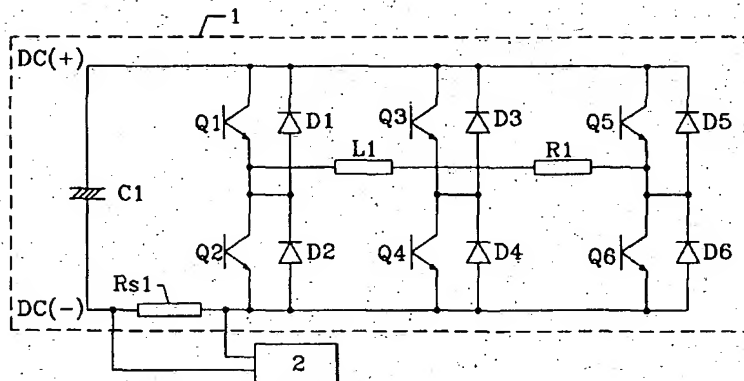 1
DC(+)
Q1 D1 Q3 D3 Q5 D5
L1 R1
C1
Q2 D2 Q4 D4 Q6 D6
Rs1
DC(-)
2